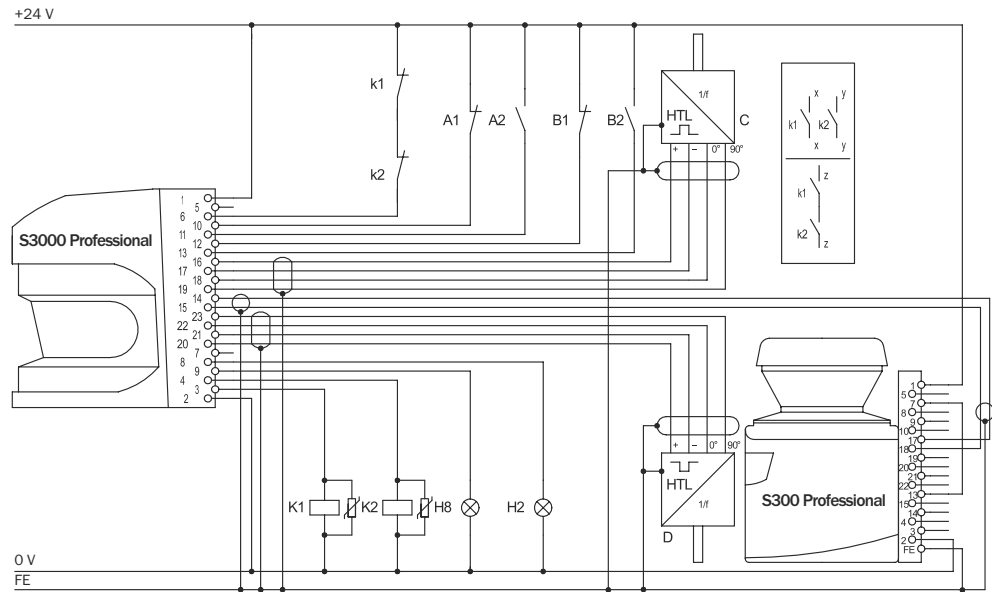 +24 V
k1
k2
A1
A2
B1
B2
1/f
HTL
C
+ – 0° 90°
x y
k1 k2
x y
z
k1
k2
z
S3000 Professional
1
5
6
10
11
12
13
16
17
18
19
14
15
23
22
21
20
7
8
9
4
3
2
K1
K2
H8
H2
+ – 0° 90°
HTL
1/f
D
S300 Professional
1
5
7
8
9
10
17
18
19
20
21
22
13
15
14
4
3
2
FE
0 V
FE